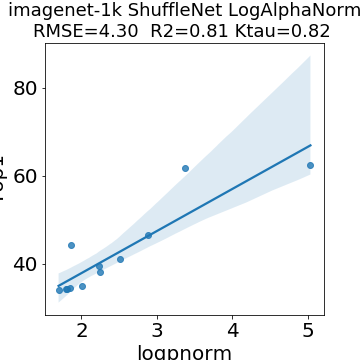 imagenet-1k ShuffleNet LogAlphaNorm
RMSE=4.30 R2=0.81 Ktau=0.82
80
60
40
2 3 4 5
logpnorm